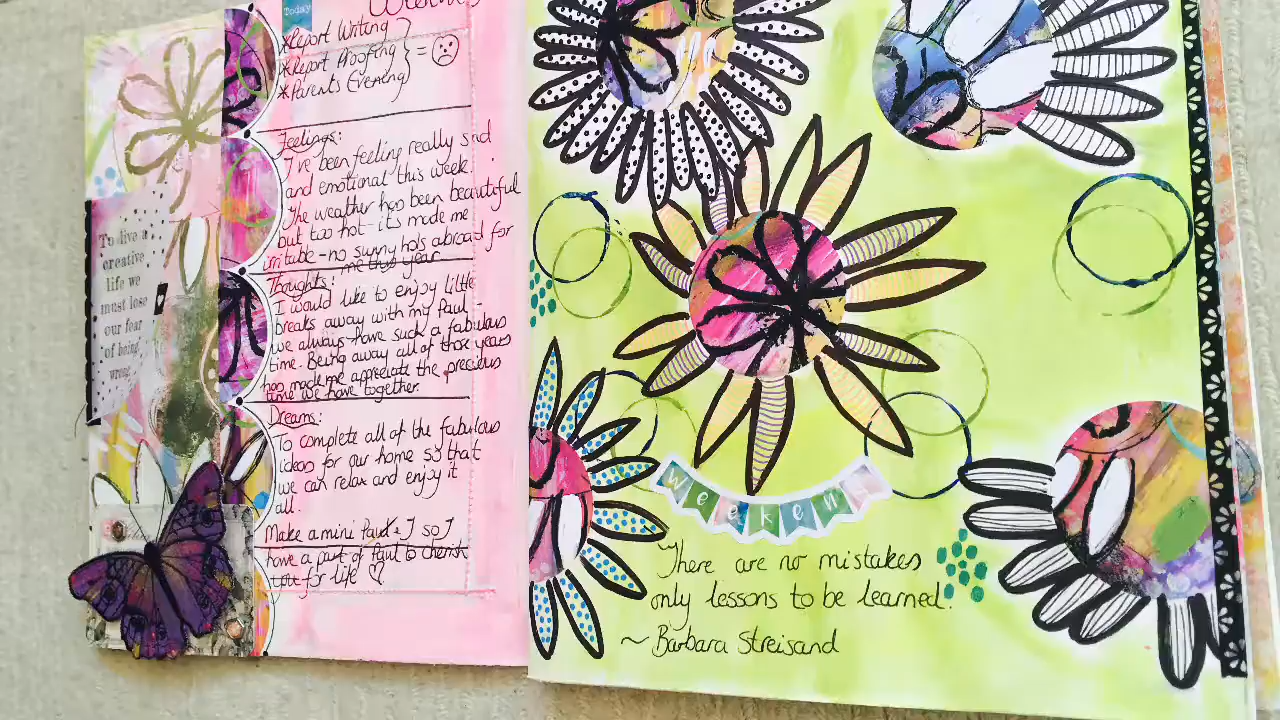 Today
*Report Writing
*Report Proofing } = ☹
*Parents Evening
Feelings:
I've been feeling really sad
and emotional this week.
The weather has been beautiful
but too hot - it's made me
irritable - no sunny hols abroad for
me this year
Thoughts:
I would like to enjoy little
breaks away with my Paul -
we always have such a fabulous
time. Being away all of those years
has made me appreciate the precious
time we have together
Dreams:
To complete all of the fabulous
ideas for our home so that
we can relax and enjoy it
all.
Make a mini Paul & I so I
have a part of Paul to cherish
for life ♡
To live a
creative
life we
must lose
our fear
of being
wrong.
weekend
There are no mistakes
only lessons to be learned.
~ Barbara Streisand